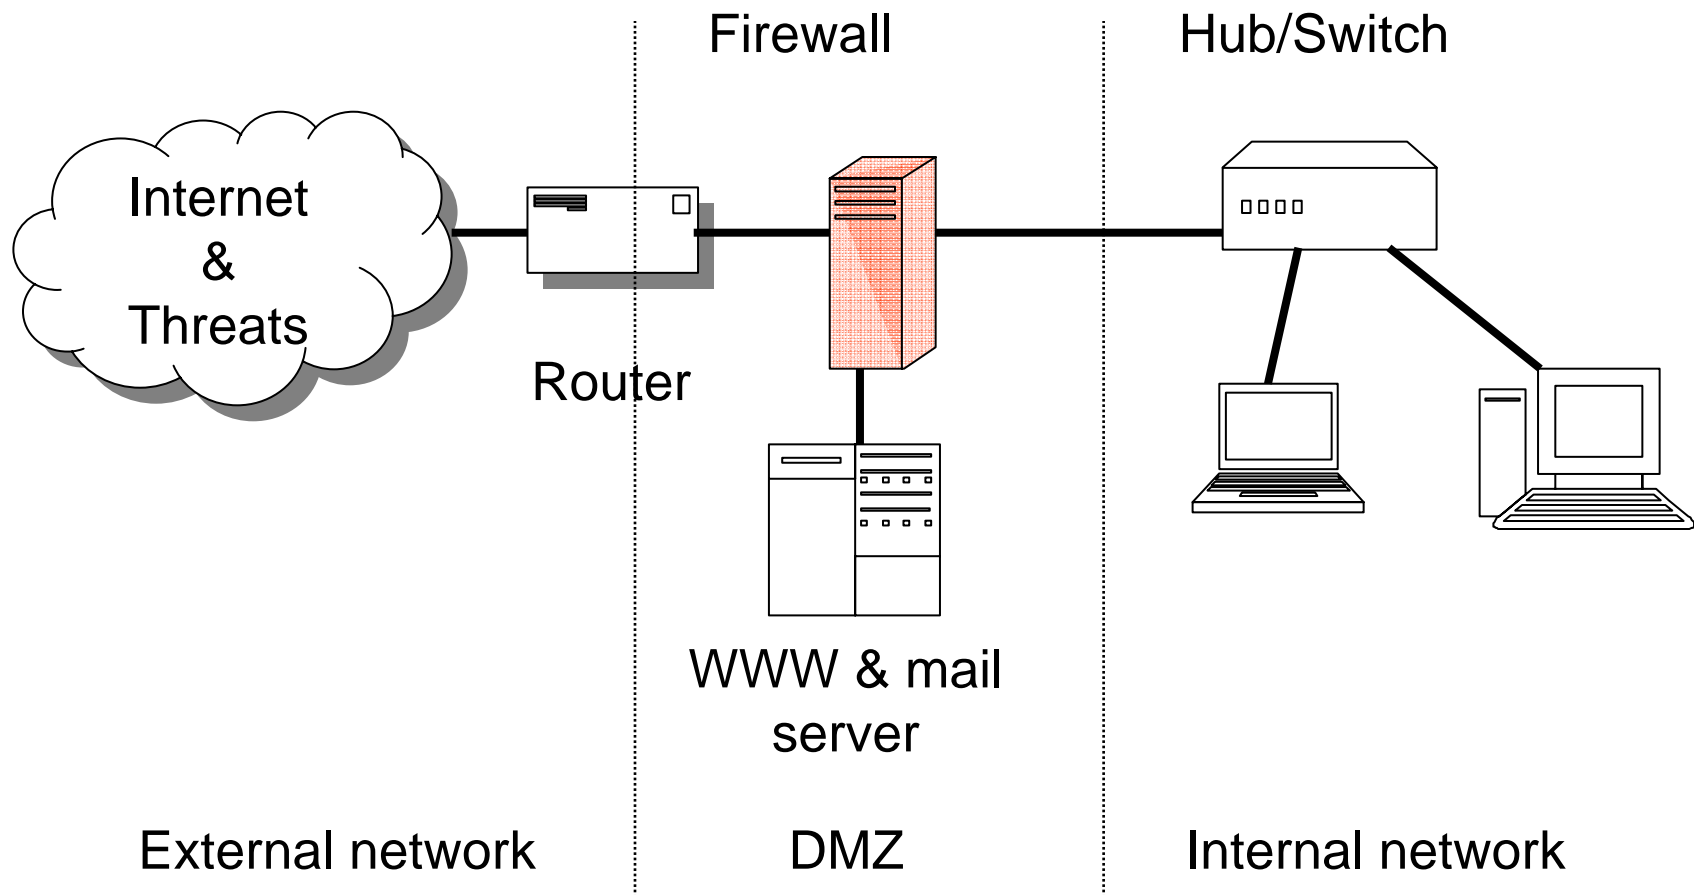 Firewall
Hub/Switch
Internet
&
Threats
Router
WWW & mail
server
External network
DMZ
Internal network